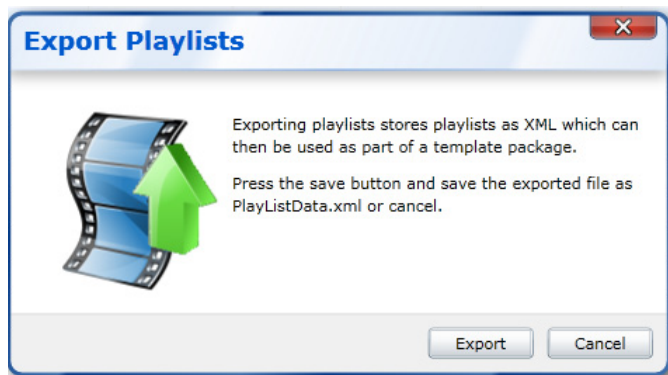 Export Playlists
Exporting playlists stores playlists as XML which can
then be used as part of a template package.
Press the save button and save the exported file as
PlayListData.xml or cancel.
Export
Cancel